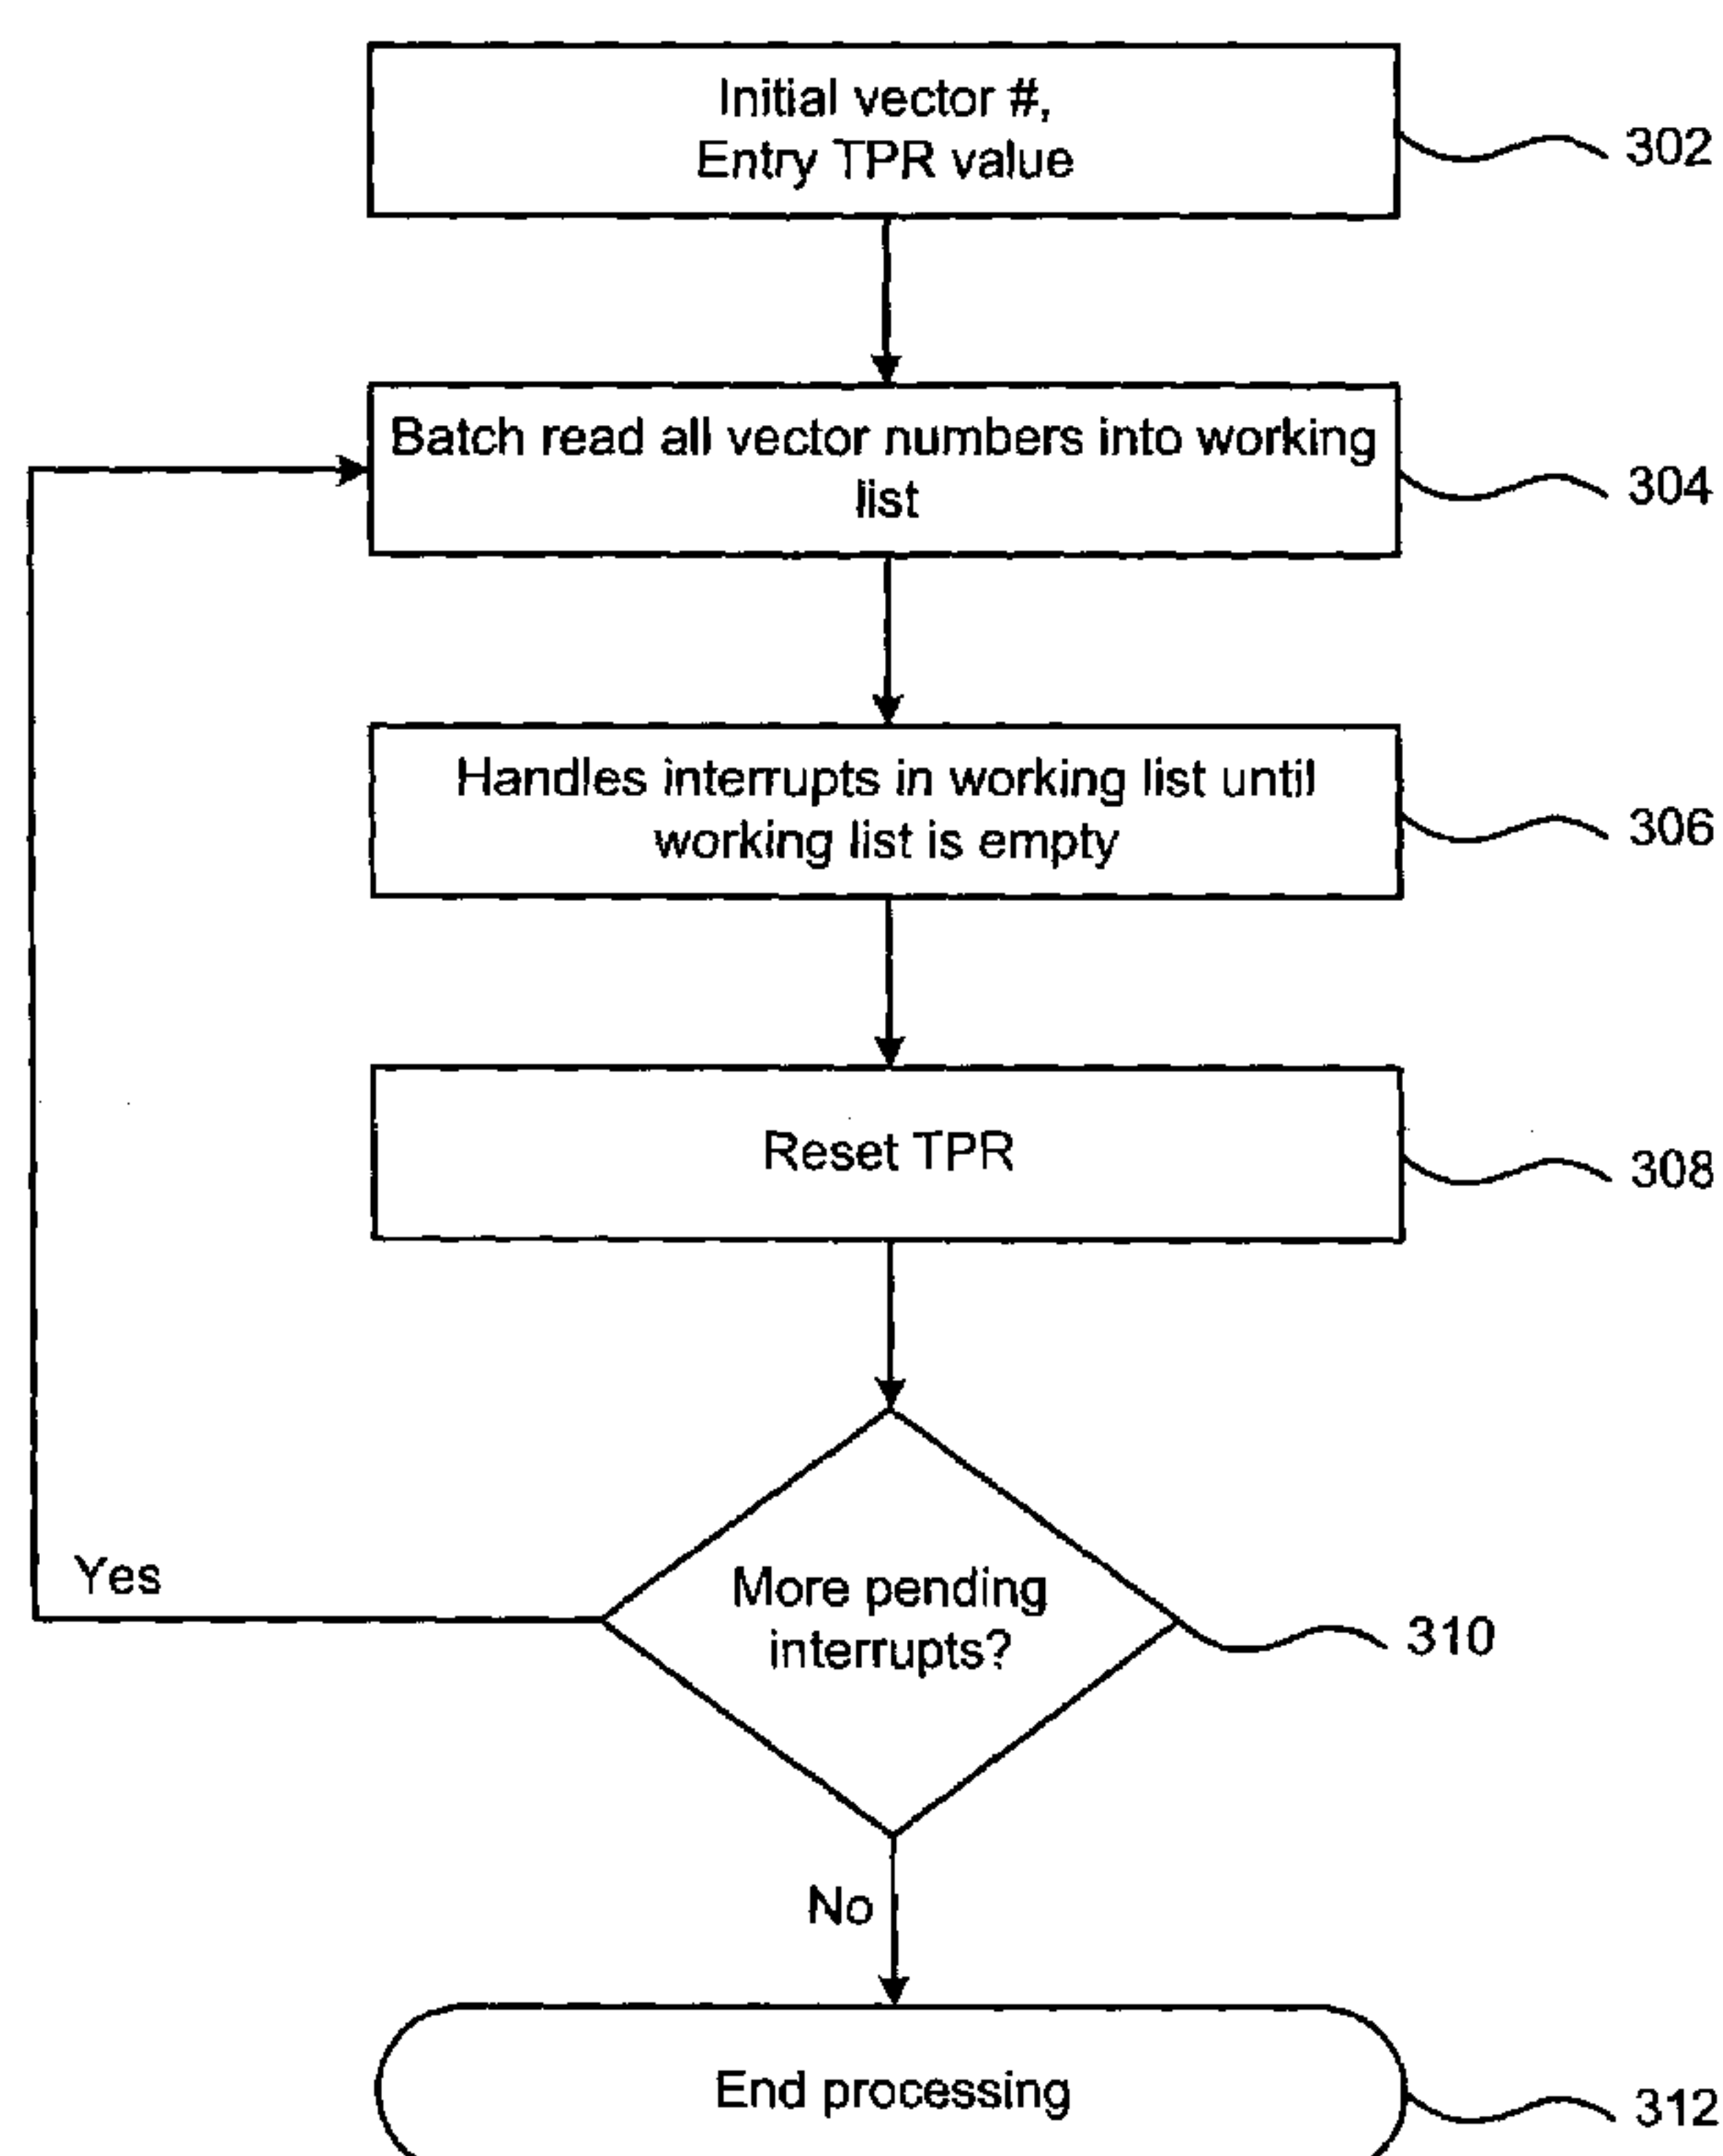 Initial vector #,
Entry TPR value
302
Batch read all vector numbers into working
list
304
Handles interrupts in working list until
working list is empty
306
Reset TPR
308
More pending
interrupts?
310
Yes
No
End processing
312